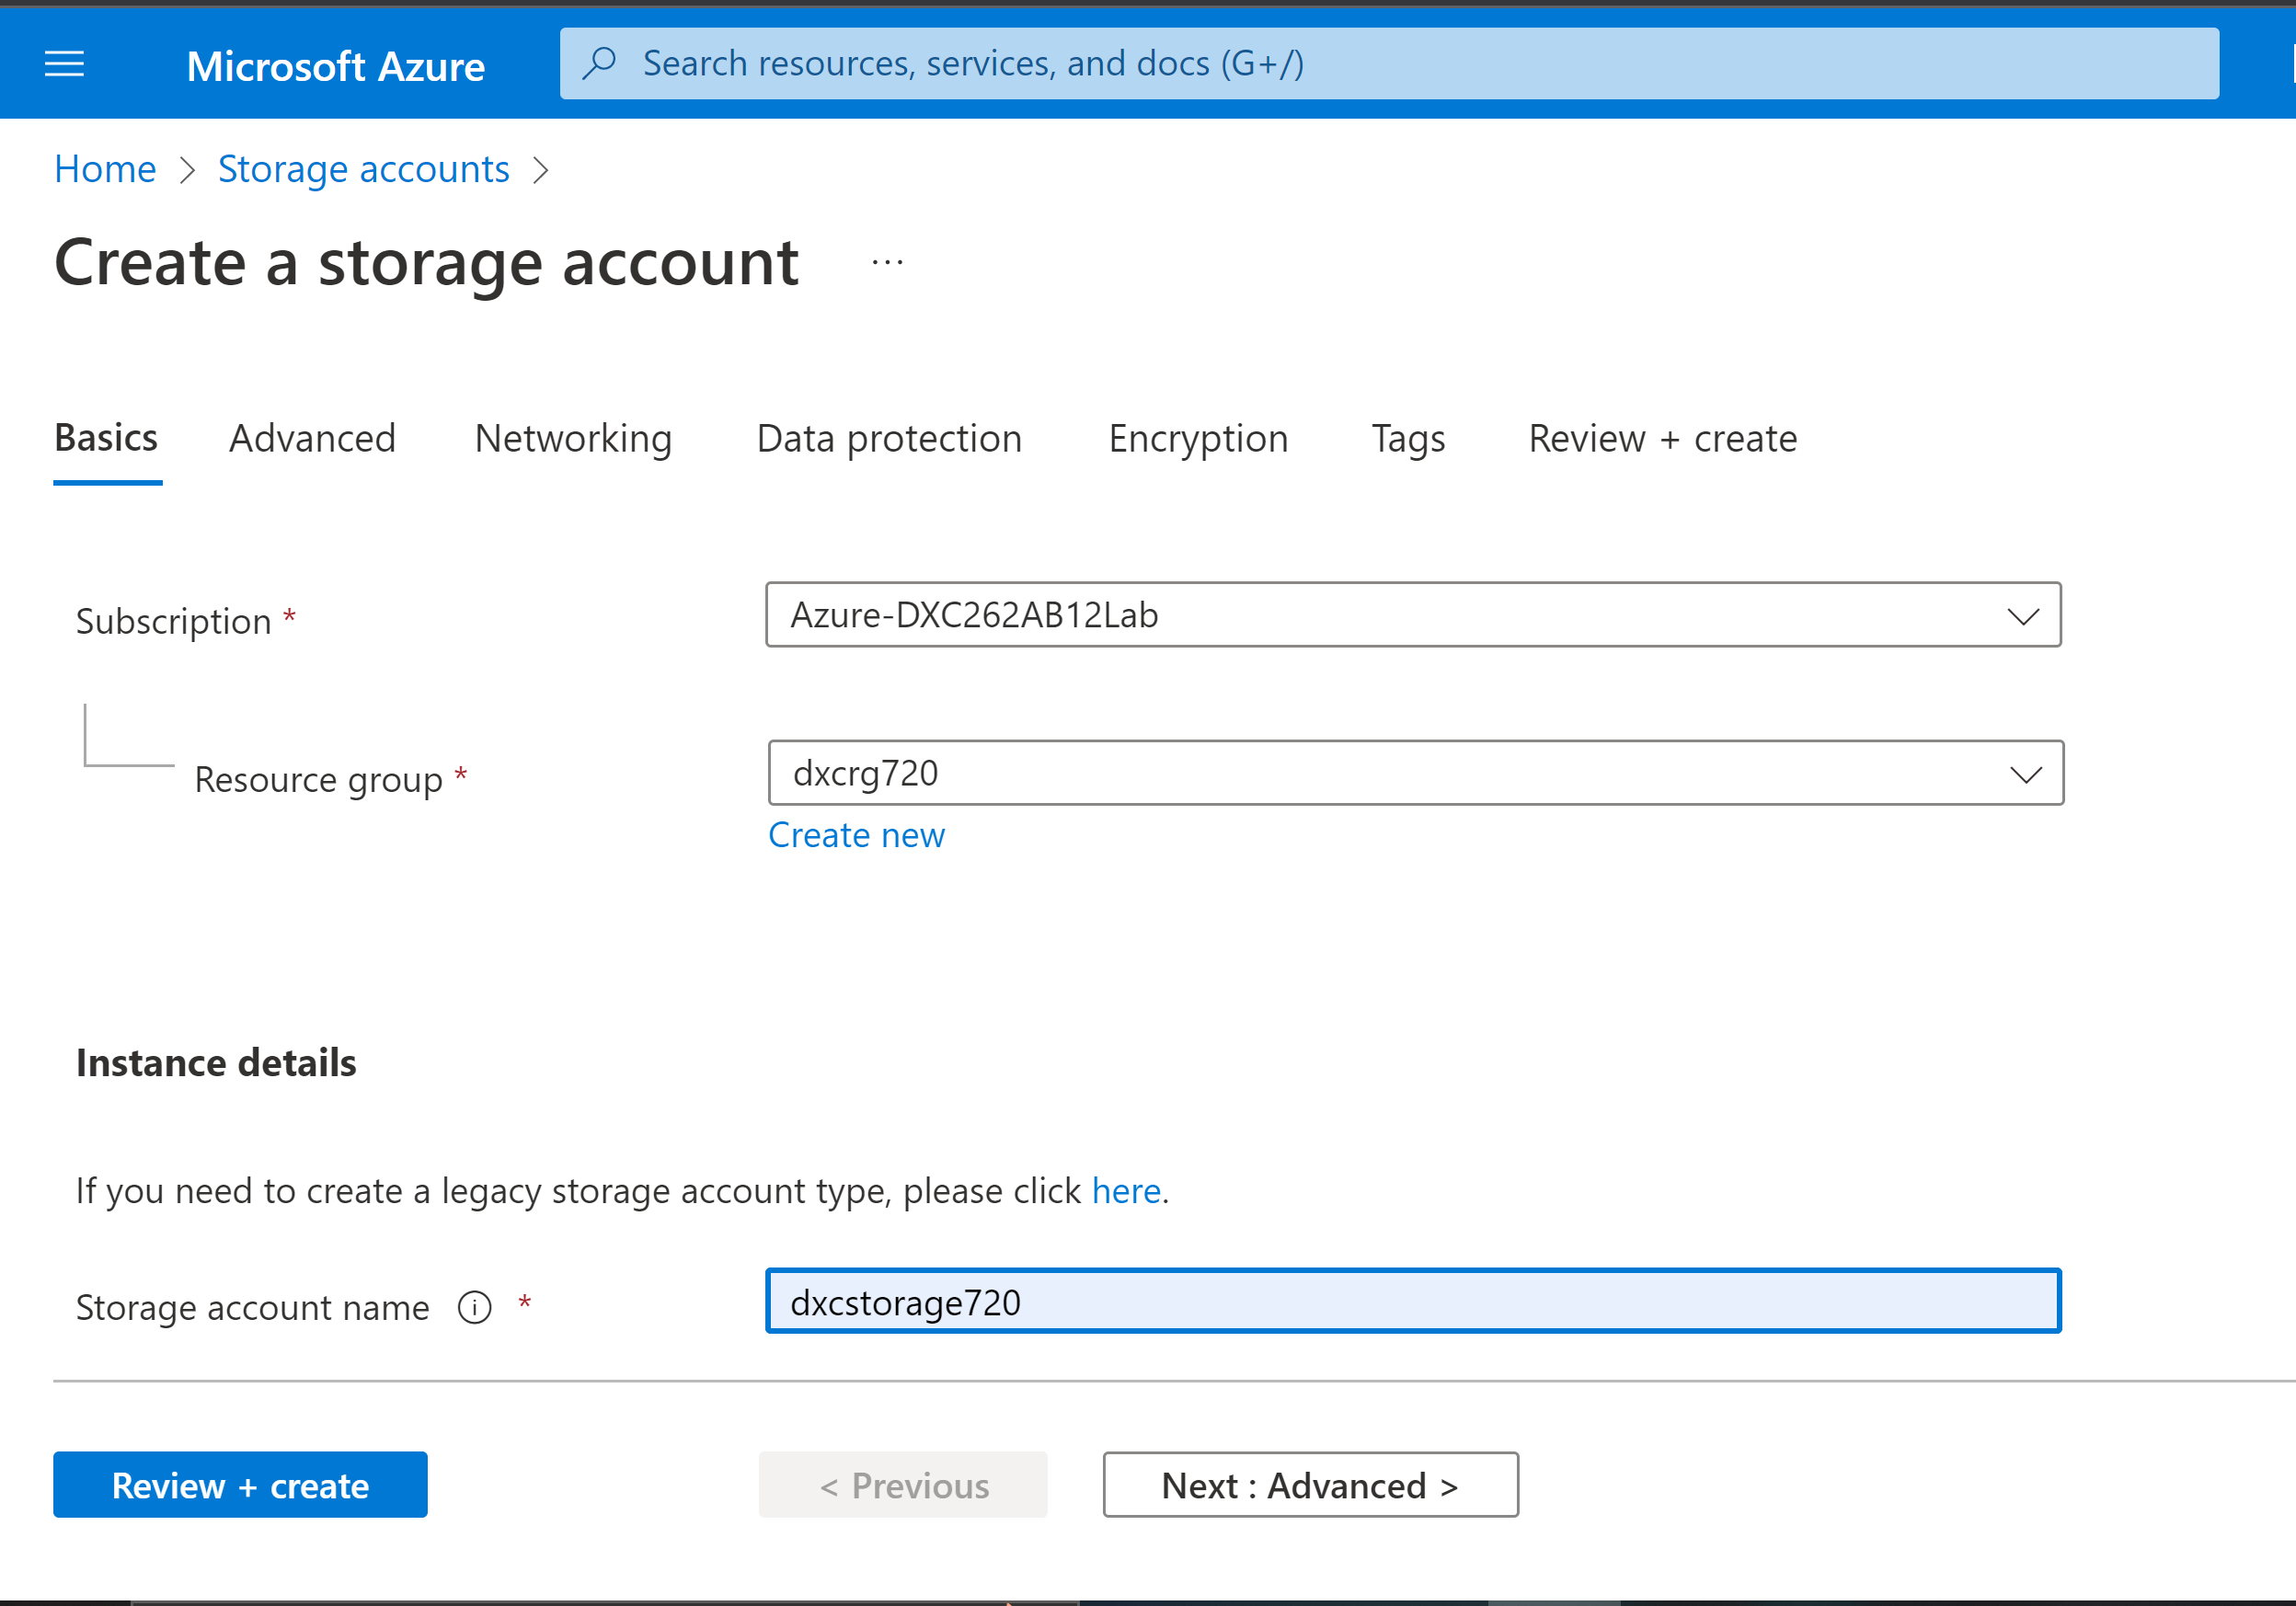 Microsoft Azure
Search resources, services, and docs (G+/)
Home > Storage accounts >
Create a storage account ...
Basics Advanced Networking Data protection Encryption Tags Review + create
Subscription *
Azure-DXC262AB12Lab
Resource group *
dxcrg720
Create new
Instance details
If you need to create a legacy storage account type, please click here.
Storage account name *
dxcstorage720
Review + create
< Previous
Next : Advanced >